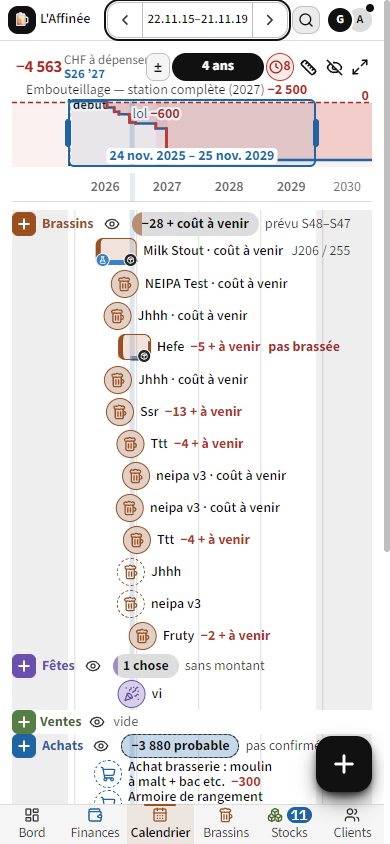 L'Affinée
22.11.15–21.11.19
G
A
−4 563 CHF à dépenser
S26 ’27
±
4 ans
8
Embouteillage — station complète (2027) −2 500
0
début
lol −600
24 nov. 2025 – 25 nov. 2029
2026 2027 2028 2029 2030
Brassins −28 + coût à venir prévu S48–S47
Milk Stout · coût à venir J206 / 255
NEIPA Test · coût à venir
Jhhh · coût à venir
Hefe −5 + à venir pas brassée
Jhhh · coût à venir
Ssr −13 + à venir
Ttt −4 + à venir
neipa v3 · coût à venir
neipa v3 · coût à venir
Ttt −4 + à venir
Jhhh
neipa v3
Fruty −2 + à venir
Fêtes 1 chose sans montant
vi
Ventes vide
Achats −3 880 probable pas confirmé
Achat brasserie : moulin
à malt + bac etc. −300
Armoire de rangement
Bord Finances Calendrier Brassins Stocks 11 Clients